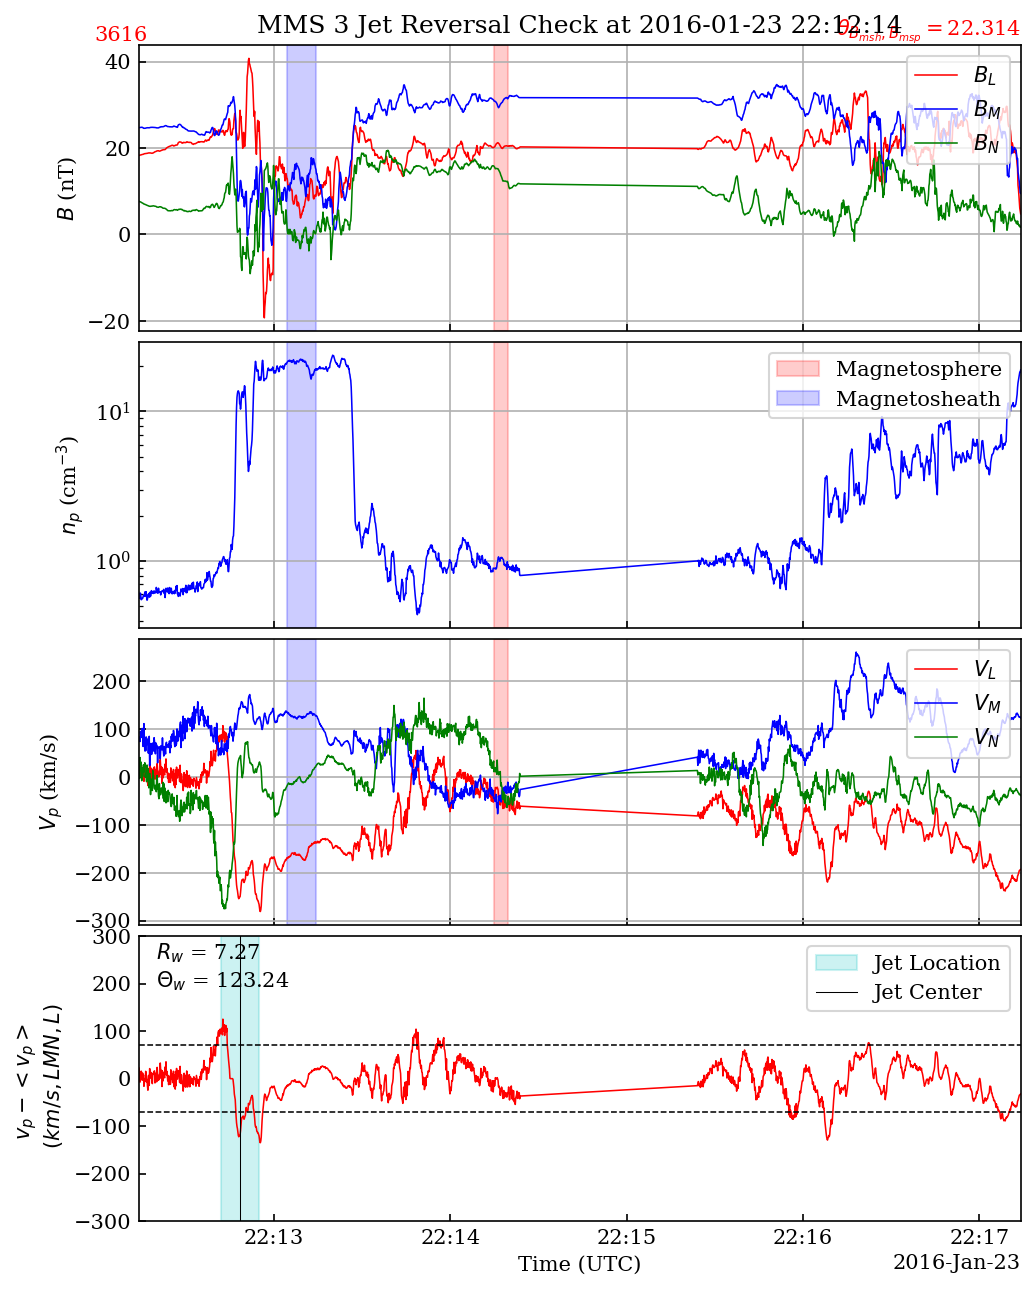 MMS 3 Jet Reversal Check at 2016-01-23 22:12:14
3616
θ_{B_{msh}, B_{msp}} = 22.314
40
20
0
−20
B (nT)
B_L
B_M
B_N
10^1
10^0
n_p (cm^{−3})
Magnetosphere
Magnetosheath
200
100
0
−100
−200
−300
V_p (km/s)
V_L
V_M
V_N
300
200
100
0
−100
−200
−300
v_p − <v_p>
(km/s, LMN, L)
R_w = 7.27
Θ_w = 123.24
Jet Location
Jet Center
22:13
22:14
22:15
22:16
22:17
Time (UTC)
2016-Jan-23